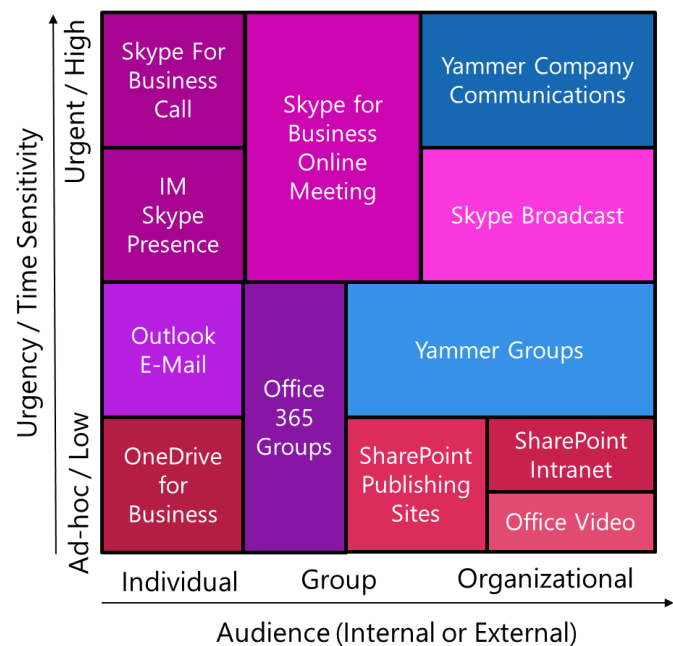 Urgency / Time Sensitivity
Urgent / High
Ad-hoc / Low
Skype For
Business
Call
Skype for
Business
Online
Meeting
Yammer Company
Communications
IM
Skype
Presence
Skype Broadcast
Outlook
E-Mail
Office
365
Groups
Yammer Groups
OneDrive
for
Business
SharePoint
Publishing
Sites
SharePoint
Intranet
Office Video
Individual
Group
Organizational
Audience (Internal or External)